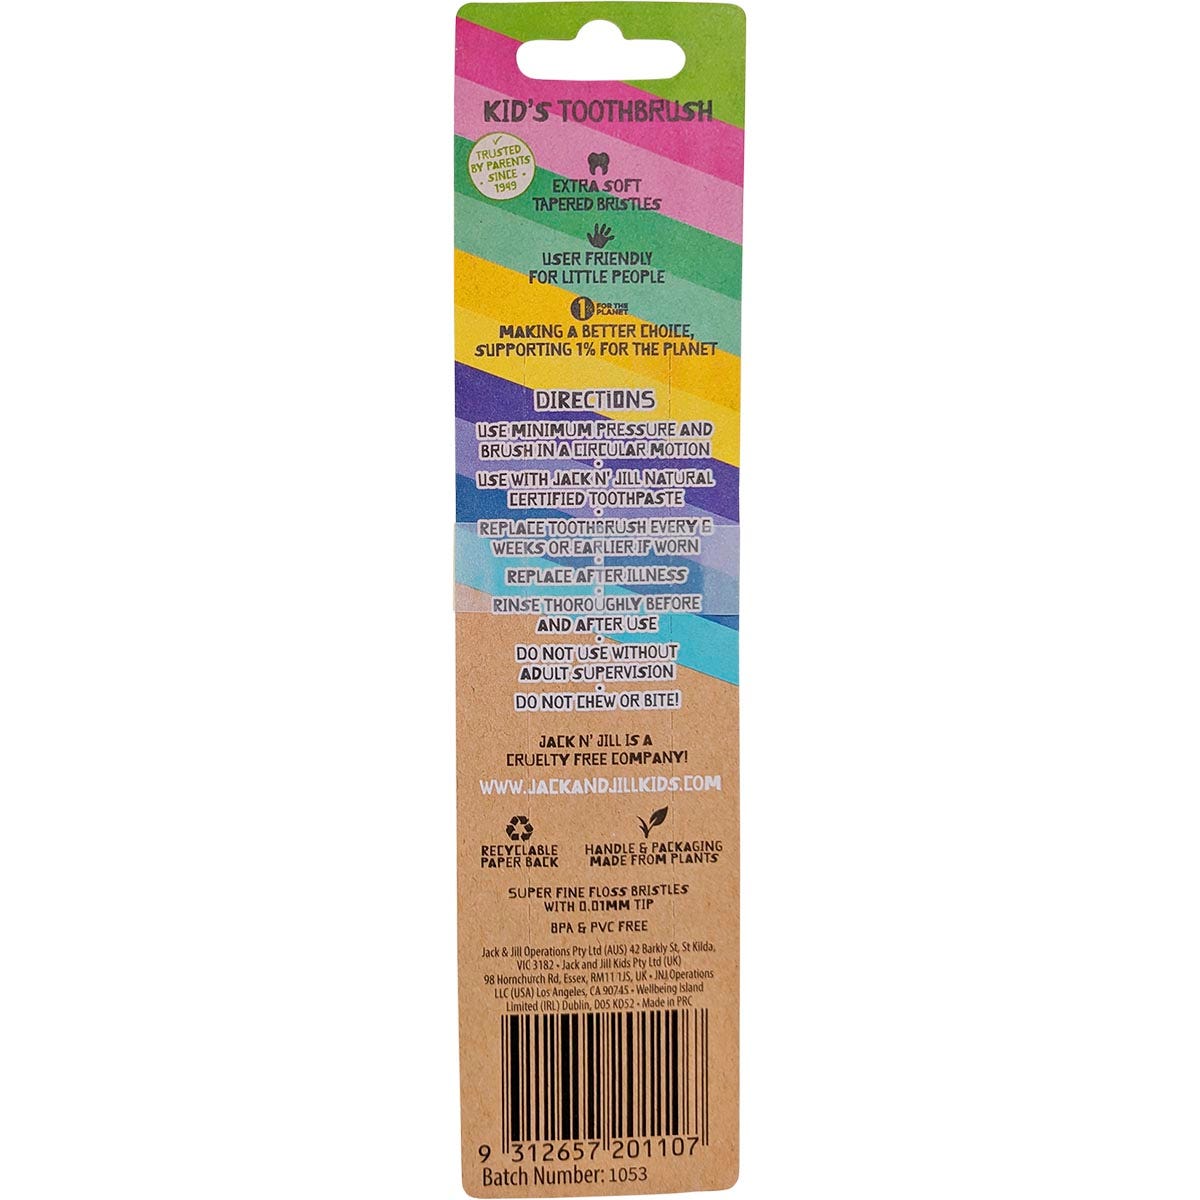 KID'S TOOTHBRUSH
✓
TRUSTED
BY PARENTS
• SINCE •
1949
EXTRA SOFT
TAPERED BRISTLES
USER FRIENDLY
FOR LITTLE PEOPLE
1 FOR THE
PLANET
MAKING A BETTER CHOICE,
SUPPORTING 1% FOR THE PLANET
DIRECTIONS
USE MINIMUM PRESSURE AND
BRUSH IN A CIRCULAR MOTION
USE WITH JACK N' JILL NATURAL
CERTIFIED TOOTHPASTE
REPLACE TOOTHBRUSH EVERY 6
WEEKS OR EARLIER IF WORN
REPLACE AFTER ILLNESS
RINSE THOROUGHLY BEFORE
AND AFTER USE
DO NOT USE WITHOUT
ADULT SUPERVISION
DO NOT CHEW OR BITE!
JACK N' JILL IS A
CRUELTY FREE COMPANY!
WWW.JACKANDJILLKIDS.COM
RECYCLABLE
PAPER BACK
HANDLE & PACKAGING
MADE FROM PLANTS
SUPER FINE FLOSS BRISTLES
WITH 0.01MM TIP
BPA & PVC FREE
Jack & Jill Operations Pty Ltd (AUS) 42 Barkly St, St Kilda,
VIC 3182 • Jack and Jill Kids Pty Ltd (UK)
98 Hornchurch Rd, Essex, RM11 1JS, UK • JNJ Operations
LLC (USA) Los Angeles, CA 90745 • Wellbeing Island
Limited (IRL) Dublin, D05 KD52 • Made in PRC
9 312657 201107
Batch Number: 1053